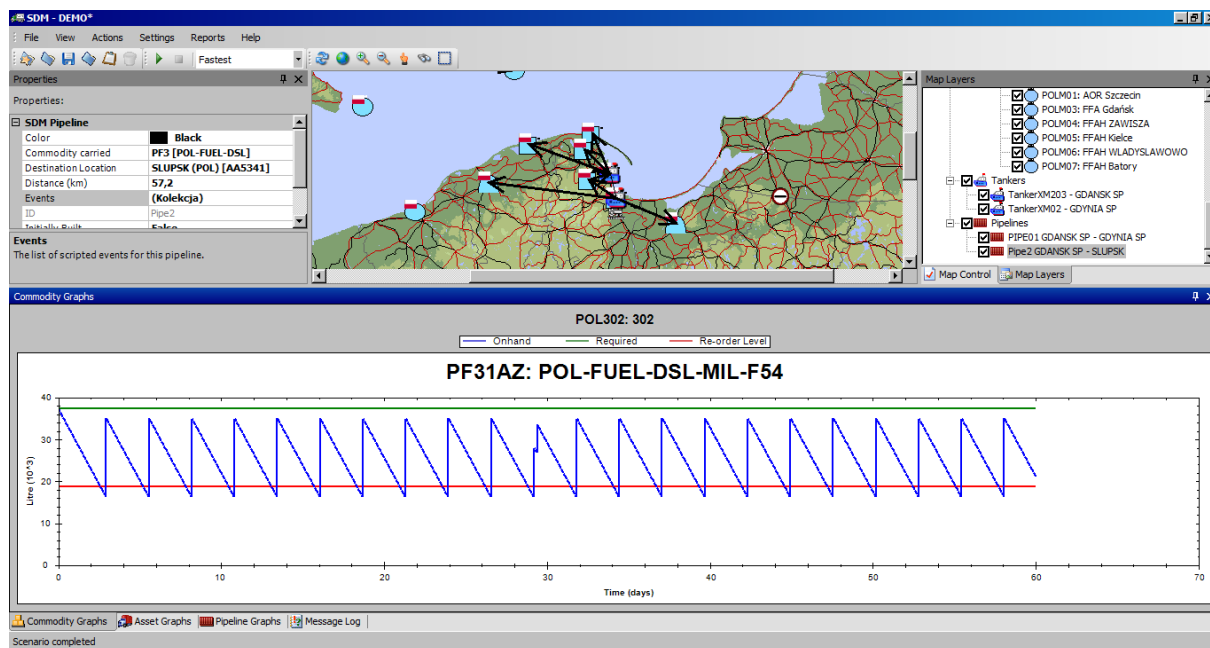 SDM - DEMO*
File View Actions Settings Reports Help
Fastest
Properties
Properties:
SDM Pipeline
Color Black
Commodity carried PF3 [POL-FUEL-DSL]
Destination Location SLUPSK (POL) [AA5341]
Distance (km) 57,2
Events (Kolekcja)
ID Pipe2
Initially Built False
Events
The list of scripted events for this pipeline.
Map Layers
POLM01: AOR Szczecin
POLM03: FFA Gdańsk
POLM04: FFAH ZAWISZA
POLM05: FFAH Kielce
POLM06: FFAH WLADYSLAWOWO
POLM07: FFAH Batory
Tankers
TankerXM203 - GDANSK SP
TankerXM02 - GDYNIA SP
Pipelines
PIPE01 GDANSK SP - GDYNIA SP
Pipe2 GDANSK SP - SLUPSK
Map Control Map Layers
Commodity Graphs
POL302: 302
Onhand Required Re-order Level
PF31AZ: POL-FUEL-DSL-MIL-F54
Litre (10^3)
40
30
20
10
0
0 10 20 30 40 50 60 70
Time (days)
Commodity Graphs Asset Graphs Pipeline Graphs Message Log
Scenario completed